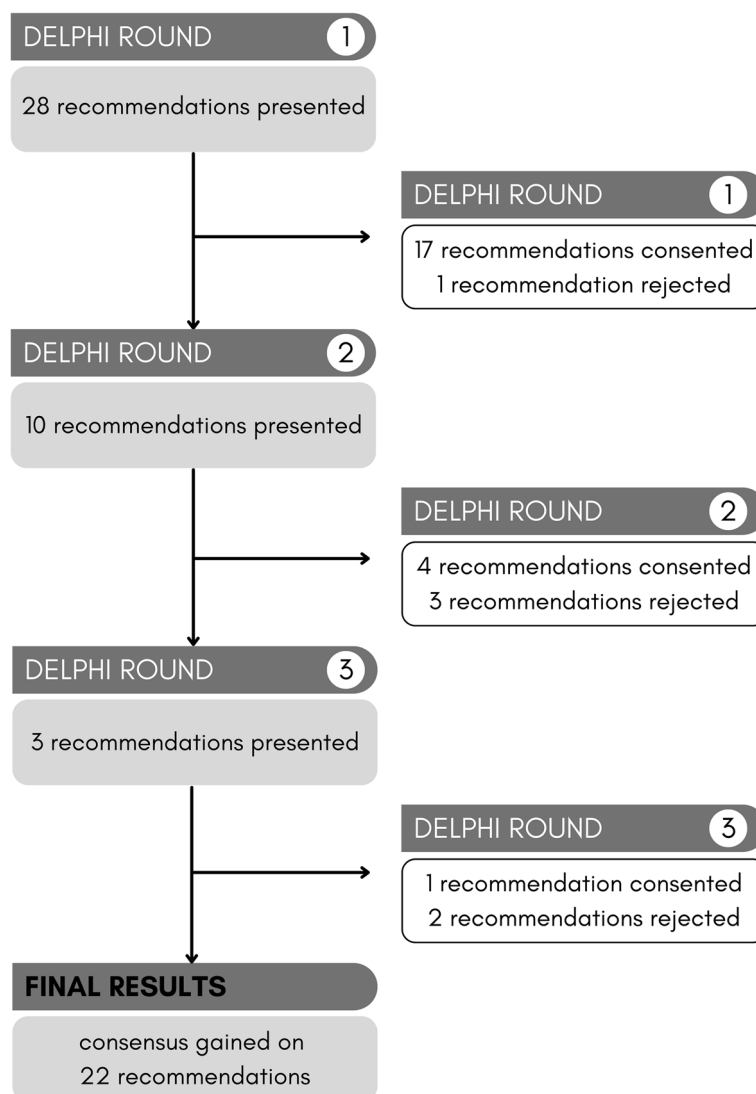 DELPHI ROUND 1
28 recommendations presented
DELPHI ROUND 1
17 recommendations consented
1 recommendation rejected
DELPHI ROUND 2
10 recommendations presented
DELPHI ROUND 2
4 recommendations consented
3 recommendations rejected
DELPHI ROUND 3
3 recommendations presented
DELPHI ROUND 3
1 recommendation consented
2 recommendations rejected
FINAL RESULTS
consensus gained on
22 recommendations